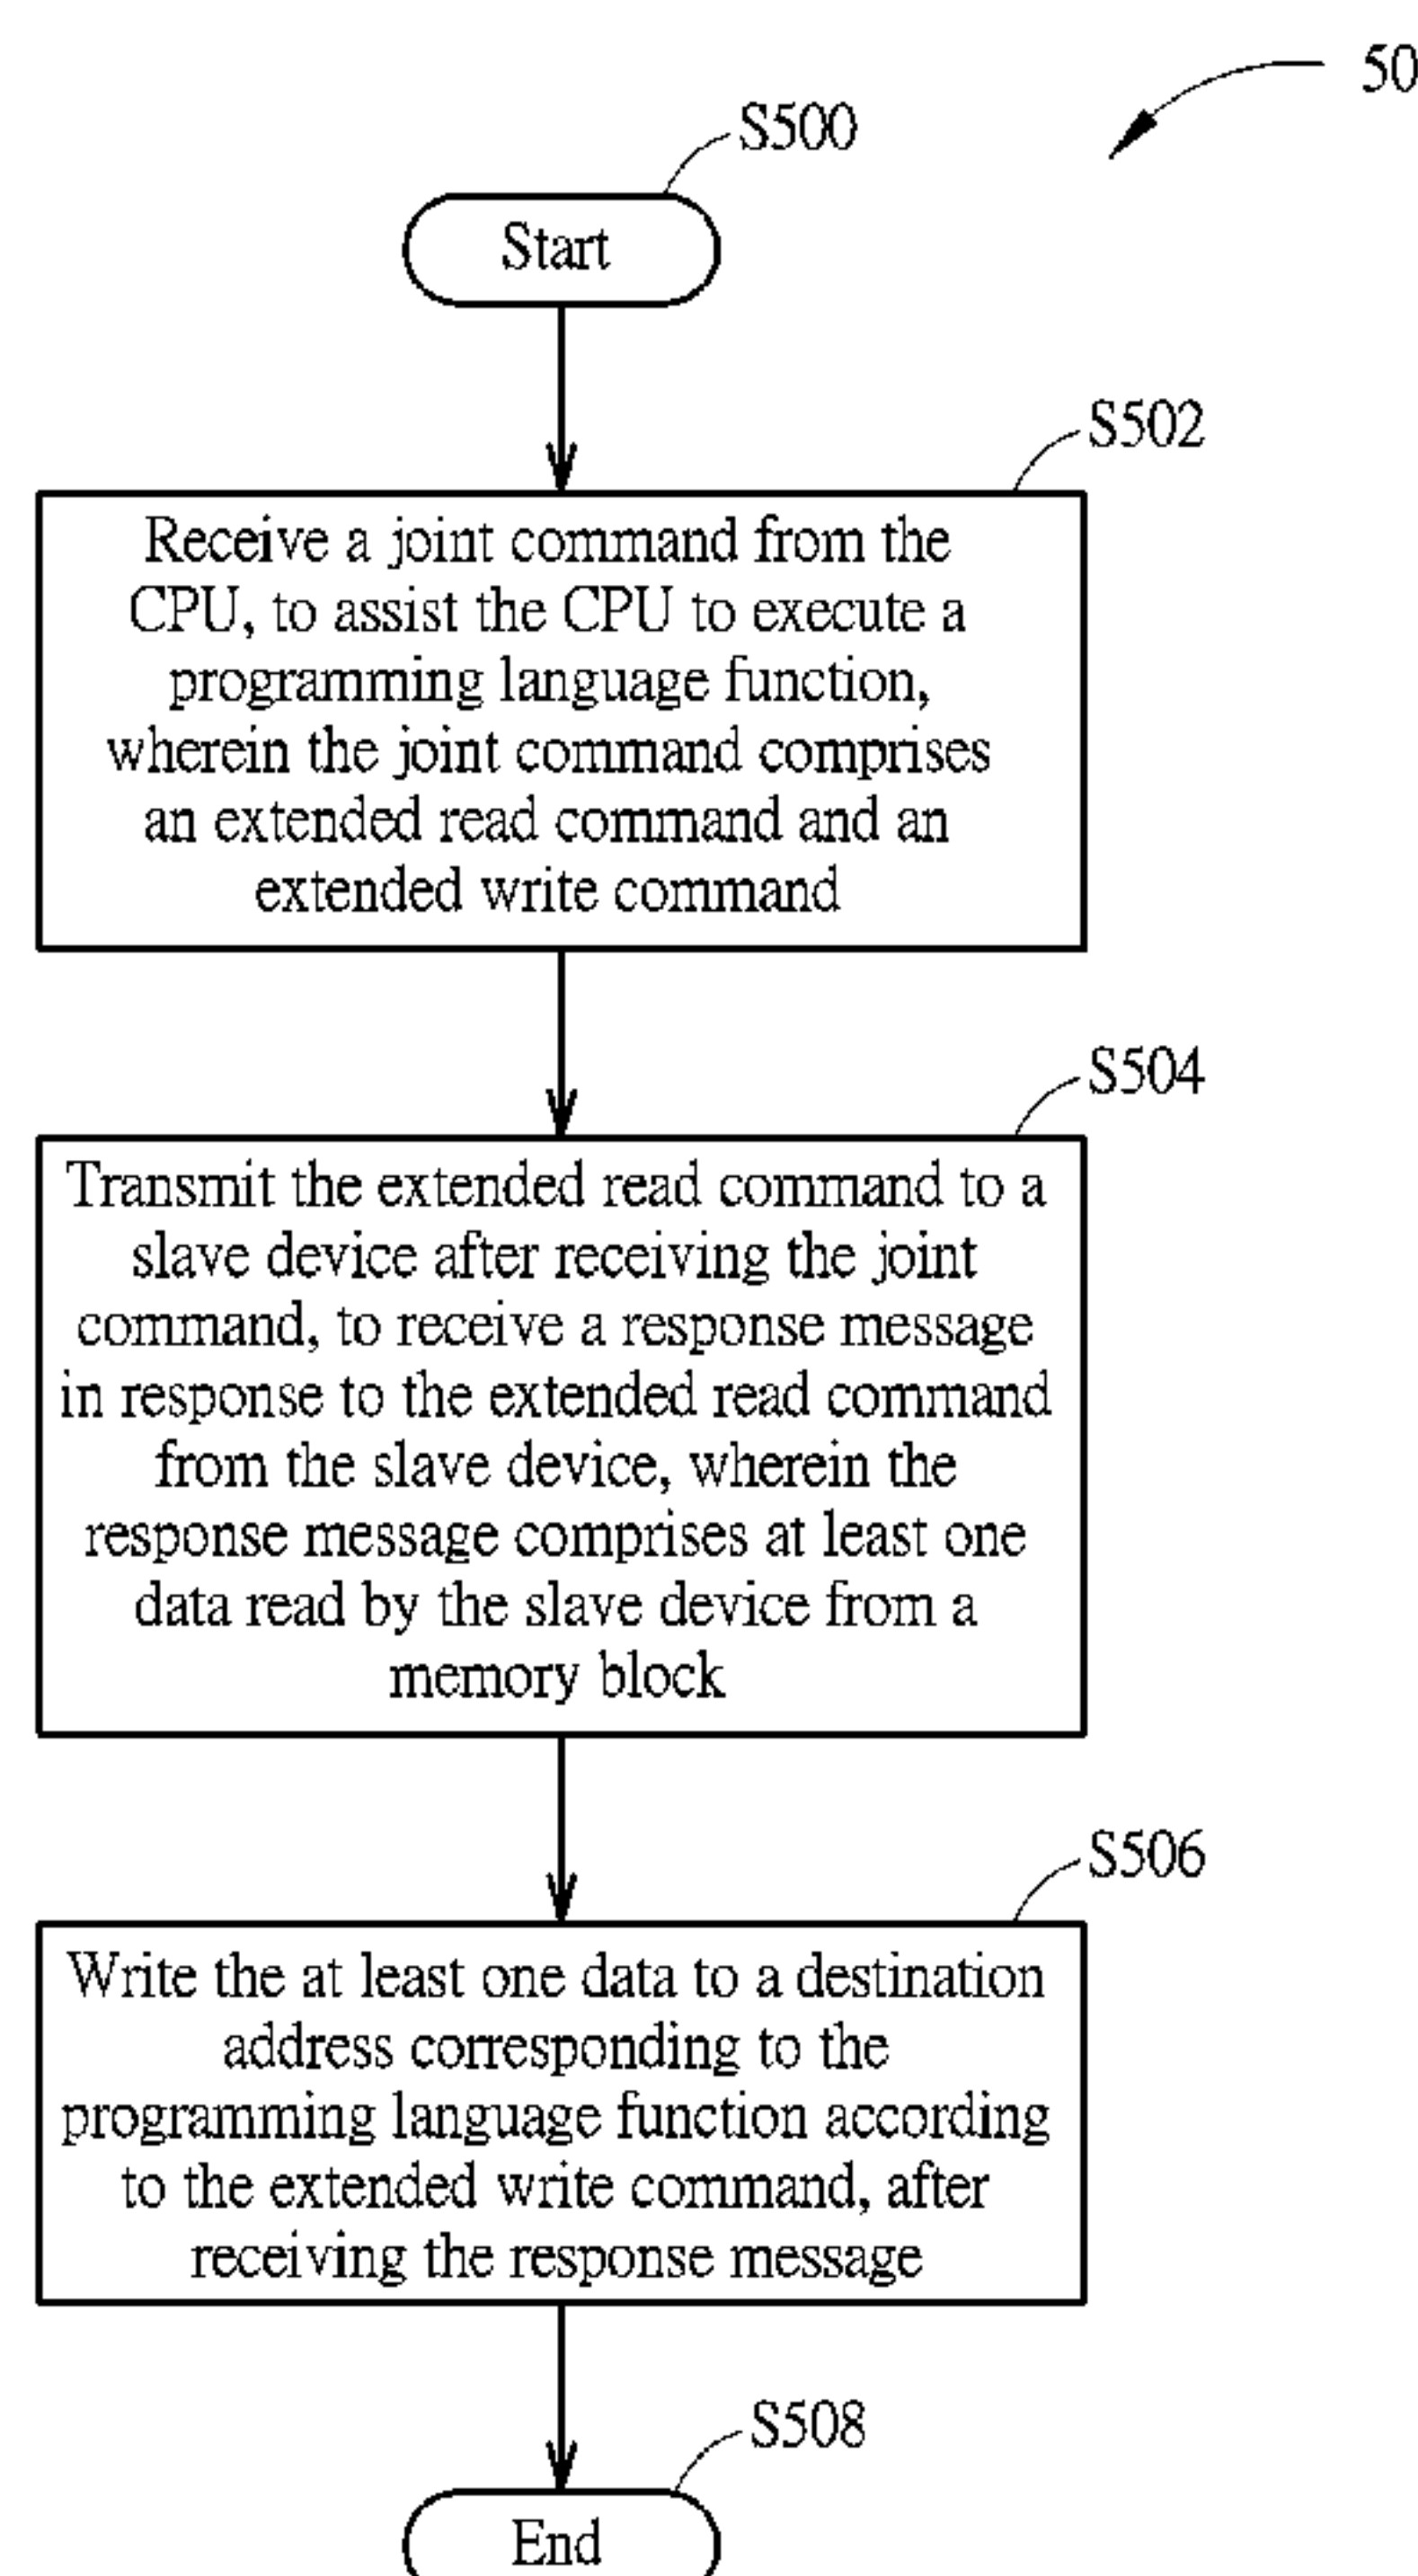 50
S500
Start
S502
Receive a joint command from the
CPU, to assist the CPU to execute a
programming language function,
wherein the joint command comprises
an extended read command and an
extended write command
S504
Transmit the extended read command to a
slave device after receiving the joint
command, to receive a response message
in response to the extended read command
from the slave device, wherein the
response message comprises at least one
data read by the slave device from a
memory block
S506
Write the at least one data to a destination
address corresponding to the
programming language function according
to the extended write command, after
receiving the response message
S508
End